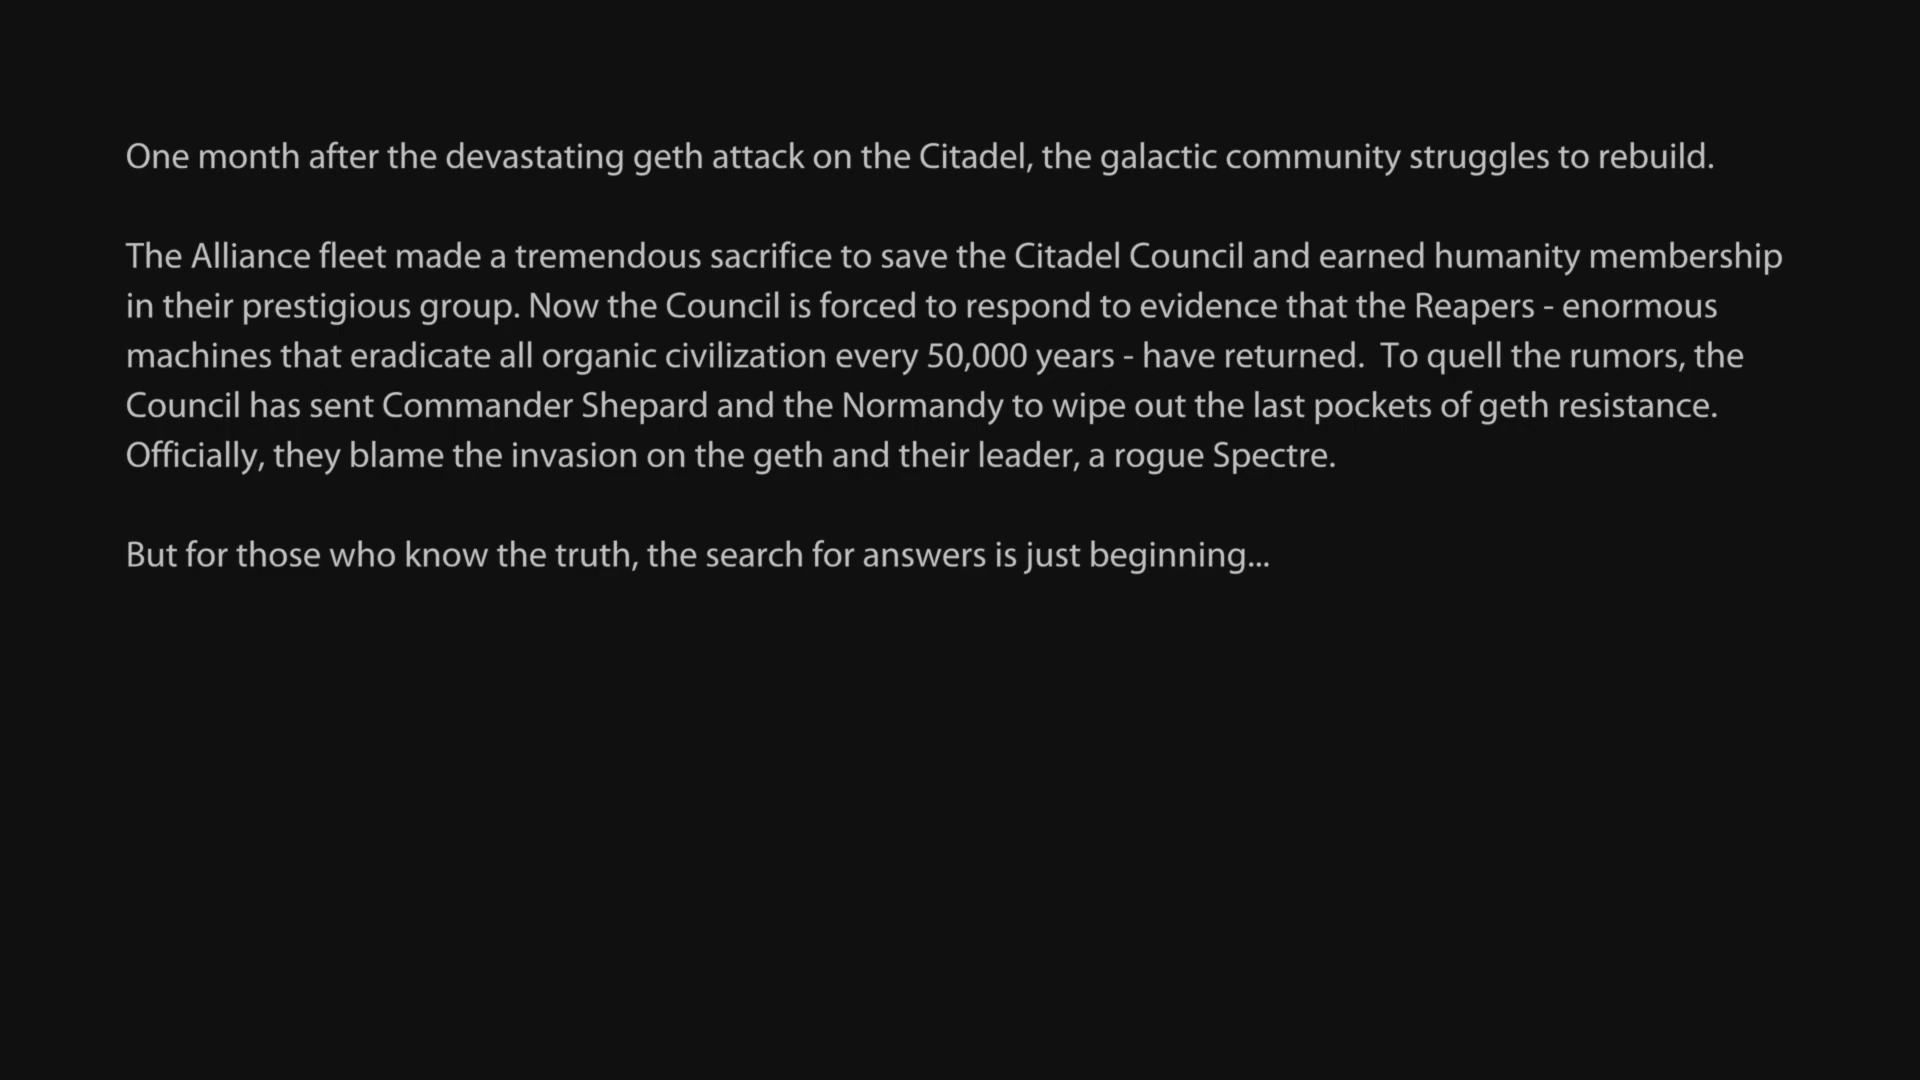 One month after the devastating geth attack on the Citadel, the galactic community struggles to rebuild.
The Alliance fleet made a tremendous sacrifice to save the Citadel Council and earned humanity membership
in their prestigious group. Now the Council is forced to respond to evidence that the Reapers - enormous
machines that eradicate all organic civilization every 50,000 years - have returned.  To quell the rumors, the
Council has sent Commander Shepard and the Normandy to wipe out the last pockets of geth resistance.
Officially, they blame the invasion on the geth and their leader, a rogue Spectre.
But for those who know the truth, the search for answers is just beginning...